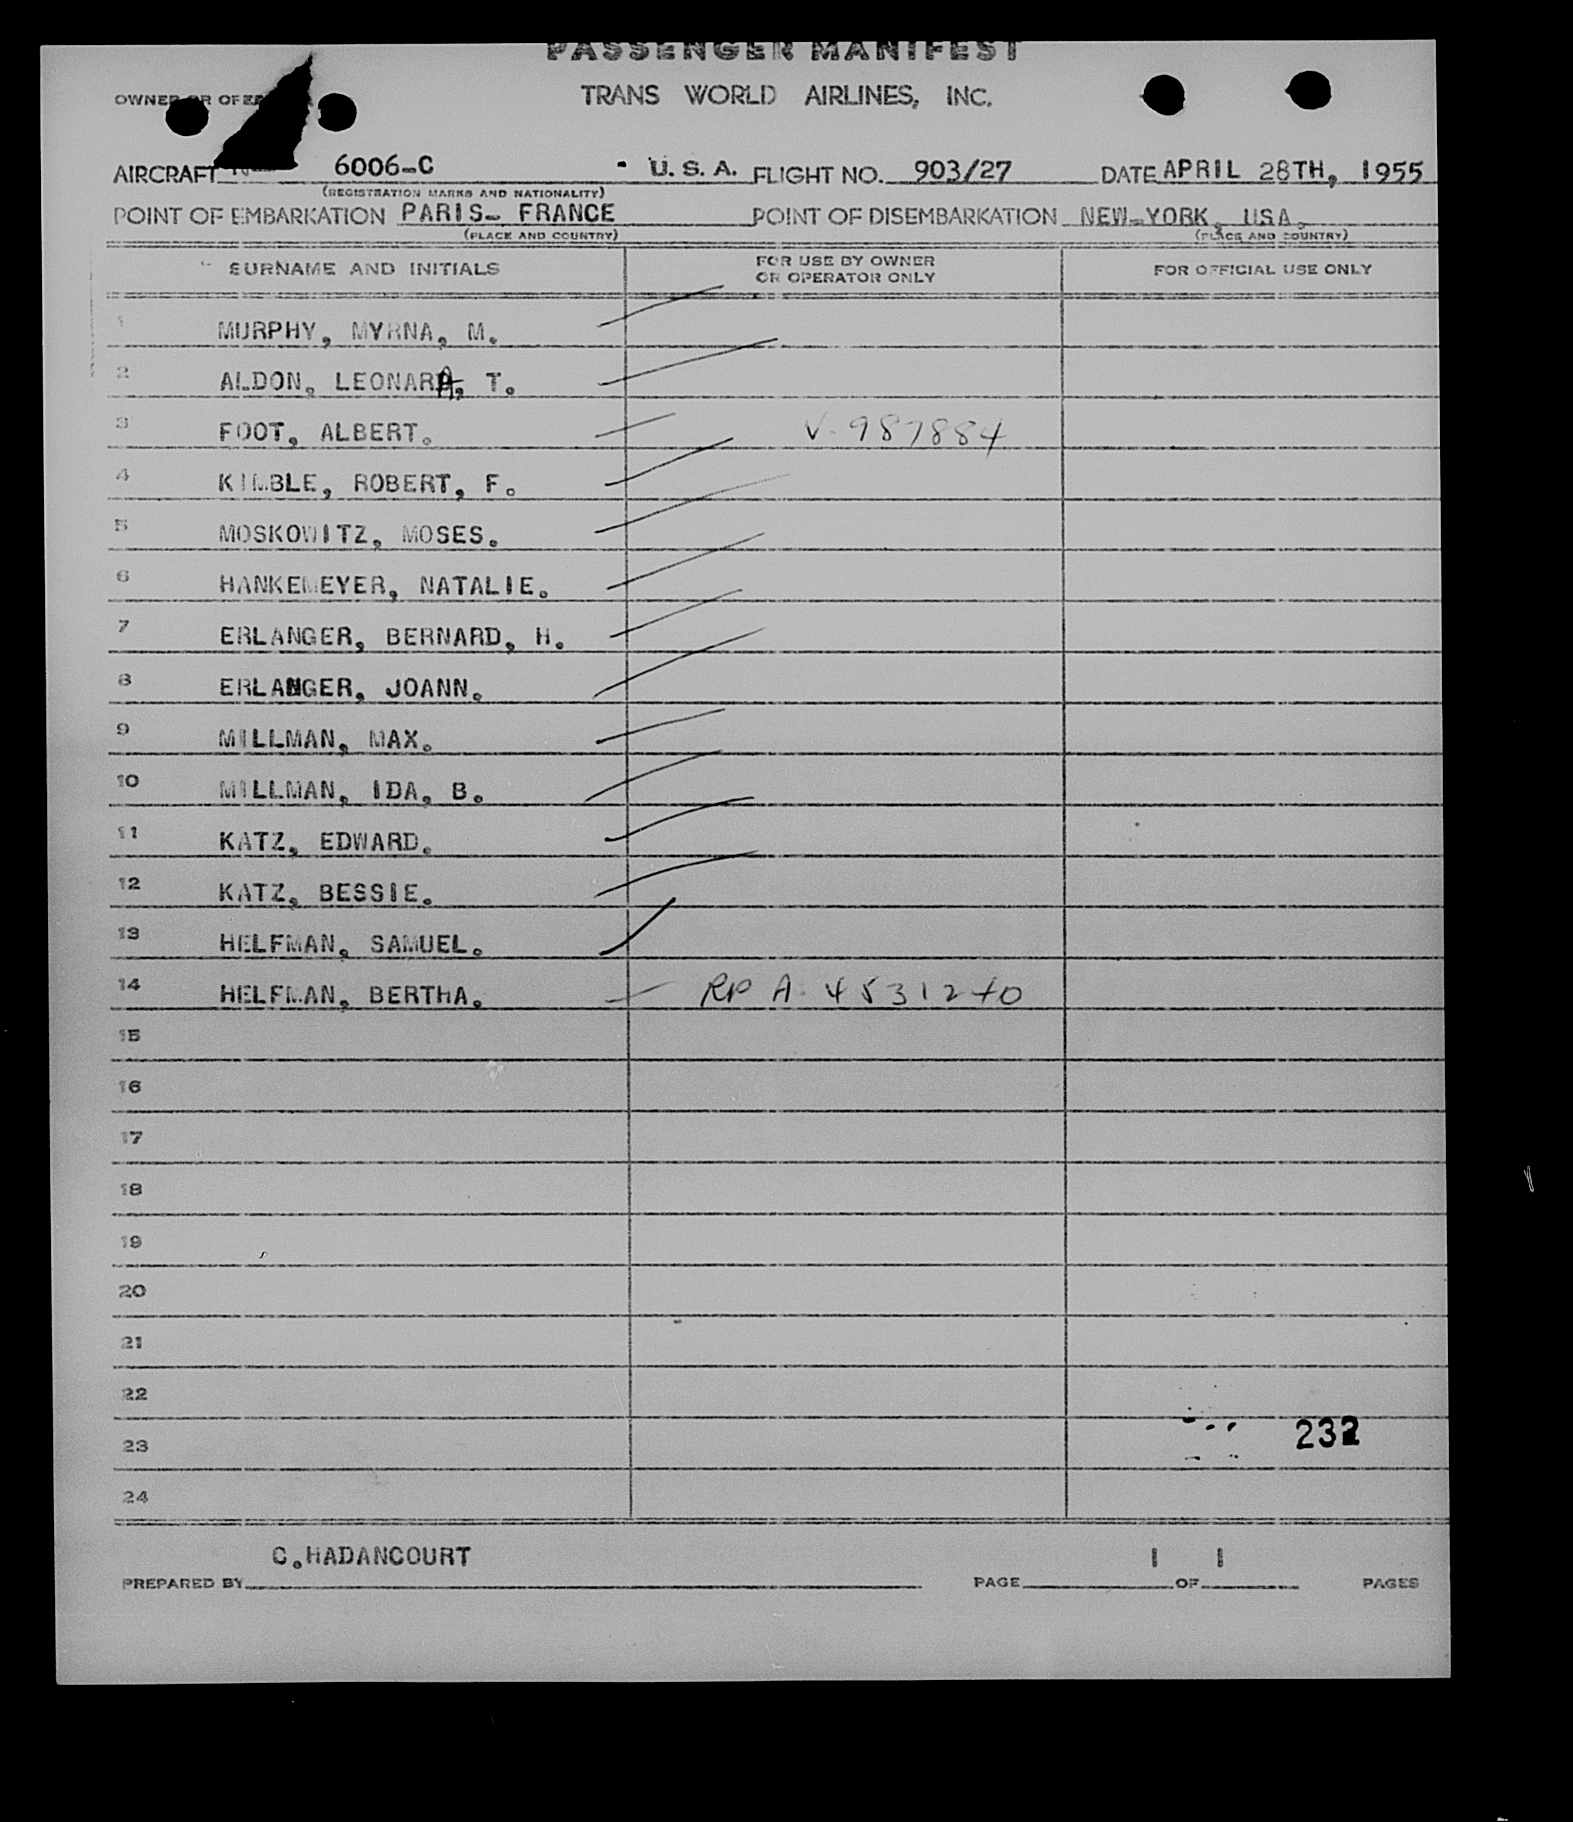 PASSENGER MANIFEST
OWNER OR
TRANS WORLD AIRLINES, INC.
AIRCRAFT 6006-C U. S. A. FLIGHT NO. 903/27 DATE APRIL 28TH, 1955
(REGISTRATION MARKS AND NATIONALITY)
POINT OF EMBARKATION PARIS- FRANCE POINT OF DISEMBARKATION NEW-YORK, USA.
(PLACE AND COUNTRY) (PLACE AND COUNTRY)
SURNAME AND INITIALS FOR USE BY OWNER OR OPERATOR ONLY FOR OFFICIAL USE ONLY
1 MURPHY, MYRNA, M.
2 ALDON, LEONARA, T.
3 FOOT, ALBERT. V-987884
4 KIMBLE, ROBERT, F.
5 MOSKOWITZ, MOSES.
6 HANKEMEYER, NATALIE.
7 ERLANGER, BERNARD, H.
8 ERLANGER, JOANN.
9 MILLMAN, MAX.
10 MILLMAN, IDA, B.
11 KATZ, EDWARD.
12 KATZ, BESSIE.
13 HELFMAN, SAMUEL.
14 HELFMAN, BERTHA. RP A-4531240
15
16
17
18
19
20
21
22
23 232
24
C.HADANCOURT 1 1
PREPARED BY PAGE OF PAGES